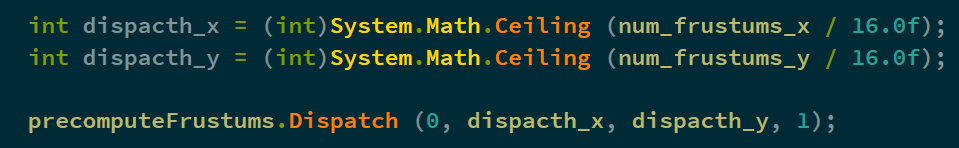 int dispacth_x = (int)System.Math.Ceiling (num_frustums_x / 16.0f);
int dispacth_y = (int)System.Math.Ceiling (num_frustums_y / 16.0f);
precomputeFrustums.Dispatch (0, dispacth_x, dispacth_y, 1);